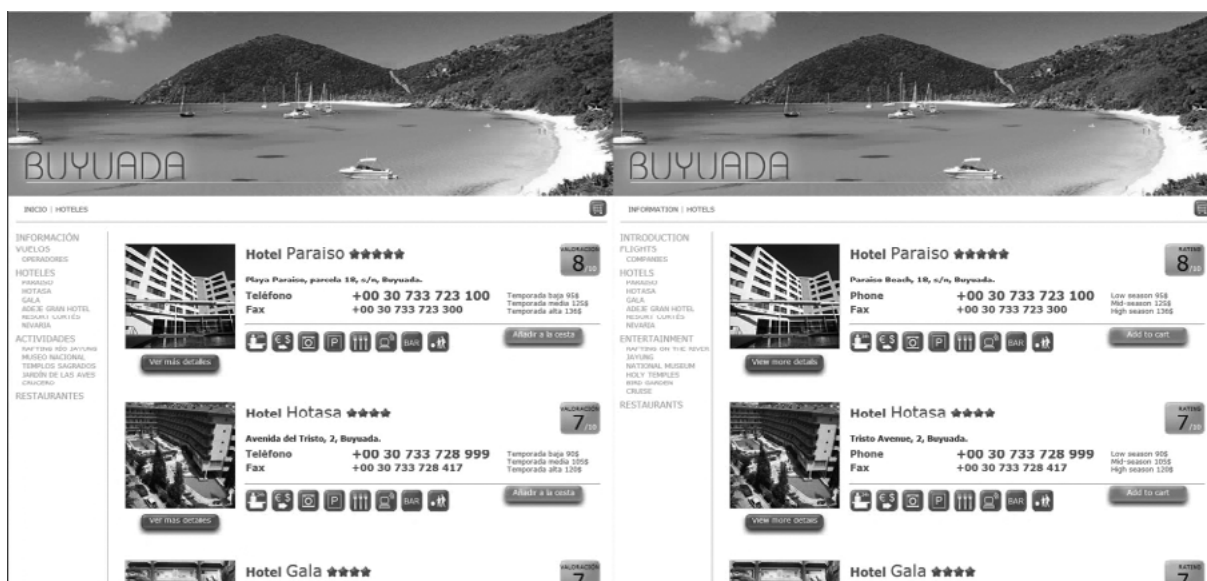 BUYUADA
INICIO | HOTELES
INFORMACIÓN
VUELOS
OPERADORES
HOTELES
PARAISO
HOTASA
GALA
ADEJE GRAN HOTEL
RESORT CORTÉS
NIVARIA
ACTIVIDADES
RAFTING RÍO JAYUNG
MUSEO NACIONAL
TEMPLOS SAGRADOS
JARDÍN DE LAS AVES
CRUCERO
RESTAURANTES
Hotel Paraiso
VALORACIÓN
8/10
Playa Paraiso, parcela 18, s/n, Buyuada.
Teléfono +00 30 733 723 100
Fax +00 30 733 723 300
Temporada baja 95$
Temporada media 125$
Temporada alta 136$
€ $ P BAR
Añadir a la cesta
Ver más detalles
Hotel Hotasa
VALORACIÓN
7/10
Avenida del Tristo, 2, Buyuada.
Teléfono +00 30 733 728 999
Fax +00 30 733 728 417
Temporada baja 90$
Temporada media 105$
Temporada alta 120$
€ $ P BAR
Añadir a la cesta
Ver más detalles
Hotel Gala
VALORACIÓN
7
BUYUADA
INFORMATION | HOTELS
INTRODUCTION
FLIGHTS
COMPANIES
HOTELS
PARAISO
HOTASA
GALA
ADEJE GRAN HOTEL
RESORT CORTÉS
NIVARIA
ENTERTAINMENT
RAFTING ON THE RIVER
JAYUNG
NATIONAL MUSEUM
HOLY TEMPLES
BIRD GARDEN
CRUISE
RESTAURANTS
Hotel Paraiso
RATING
8/10
Paraiso Beach, 18, s/n, Buyuada.
Phone +00 30 733 723 100
Fax +00 30 733 723 300
Low season 95$
Mid-season 125$
High season 136$
€ $ P BAR
Add to cart
View more details
Hotel Hotasa
RATING
7/10
Tristo Avenue, 2, Buyuada.
Phone +00 30 733 728 999
Fax +00 30 733 728 417
Low season 90$
Mid-season 105$
High season 120$
€ $ P BAR
Add to cart
View more details
Hotel Gala
RATING
7